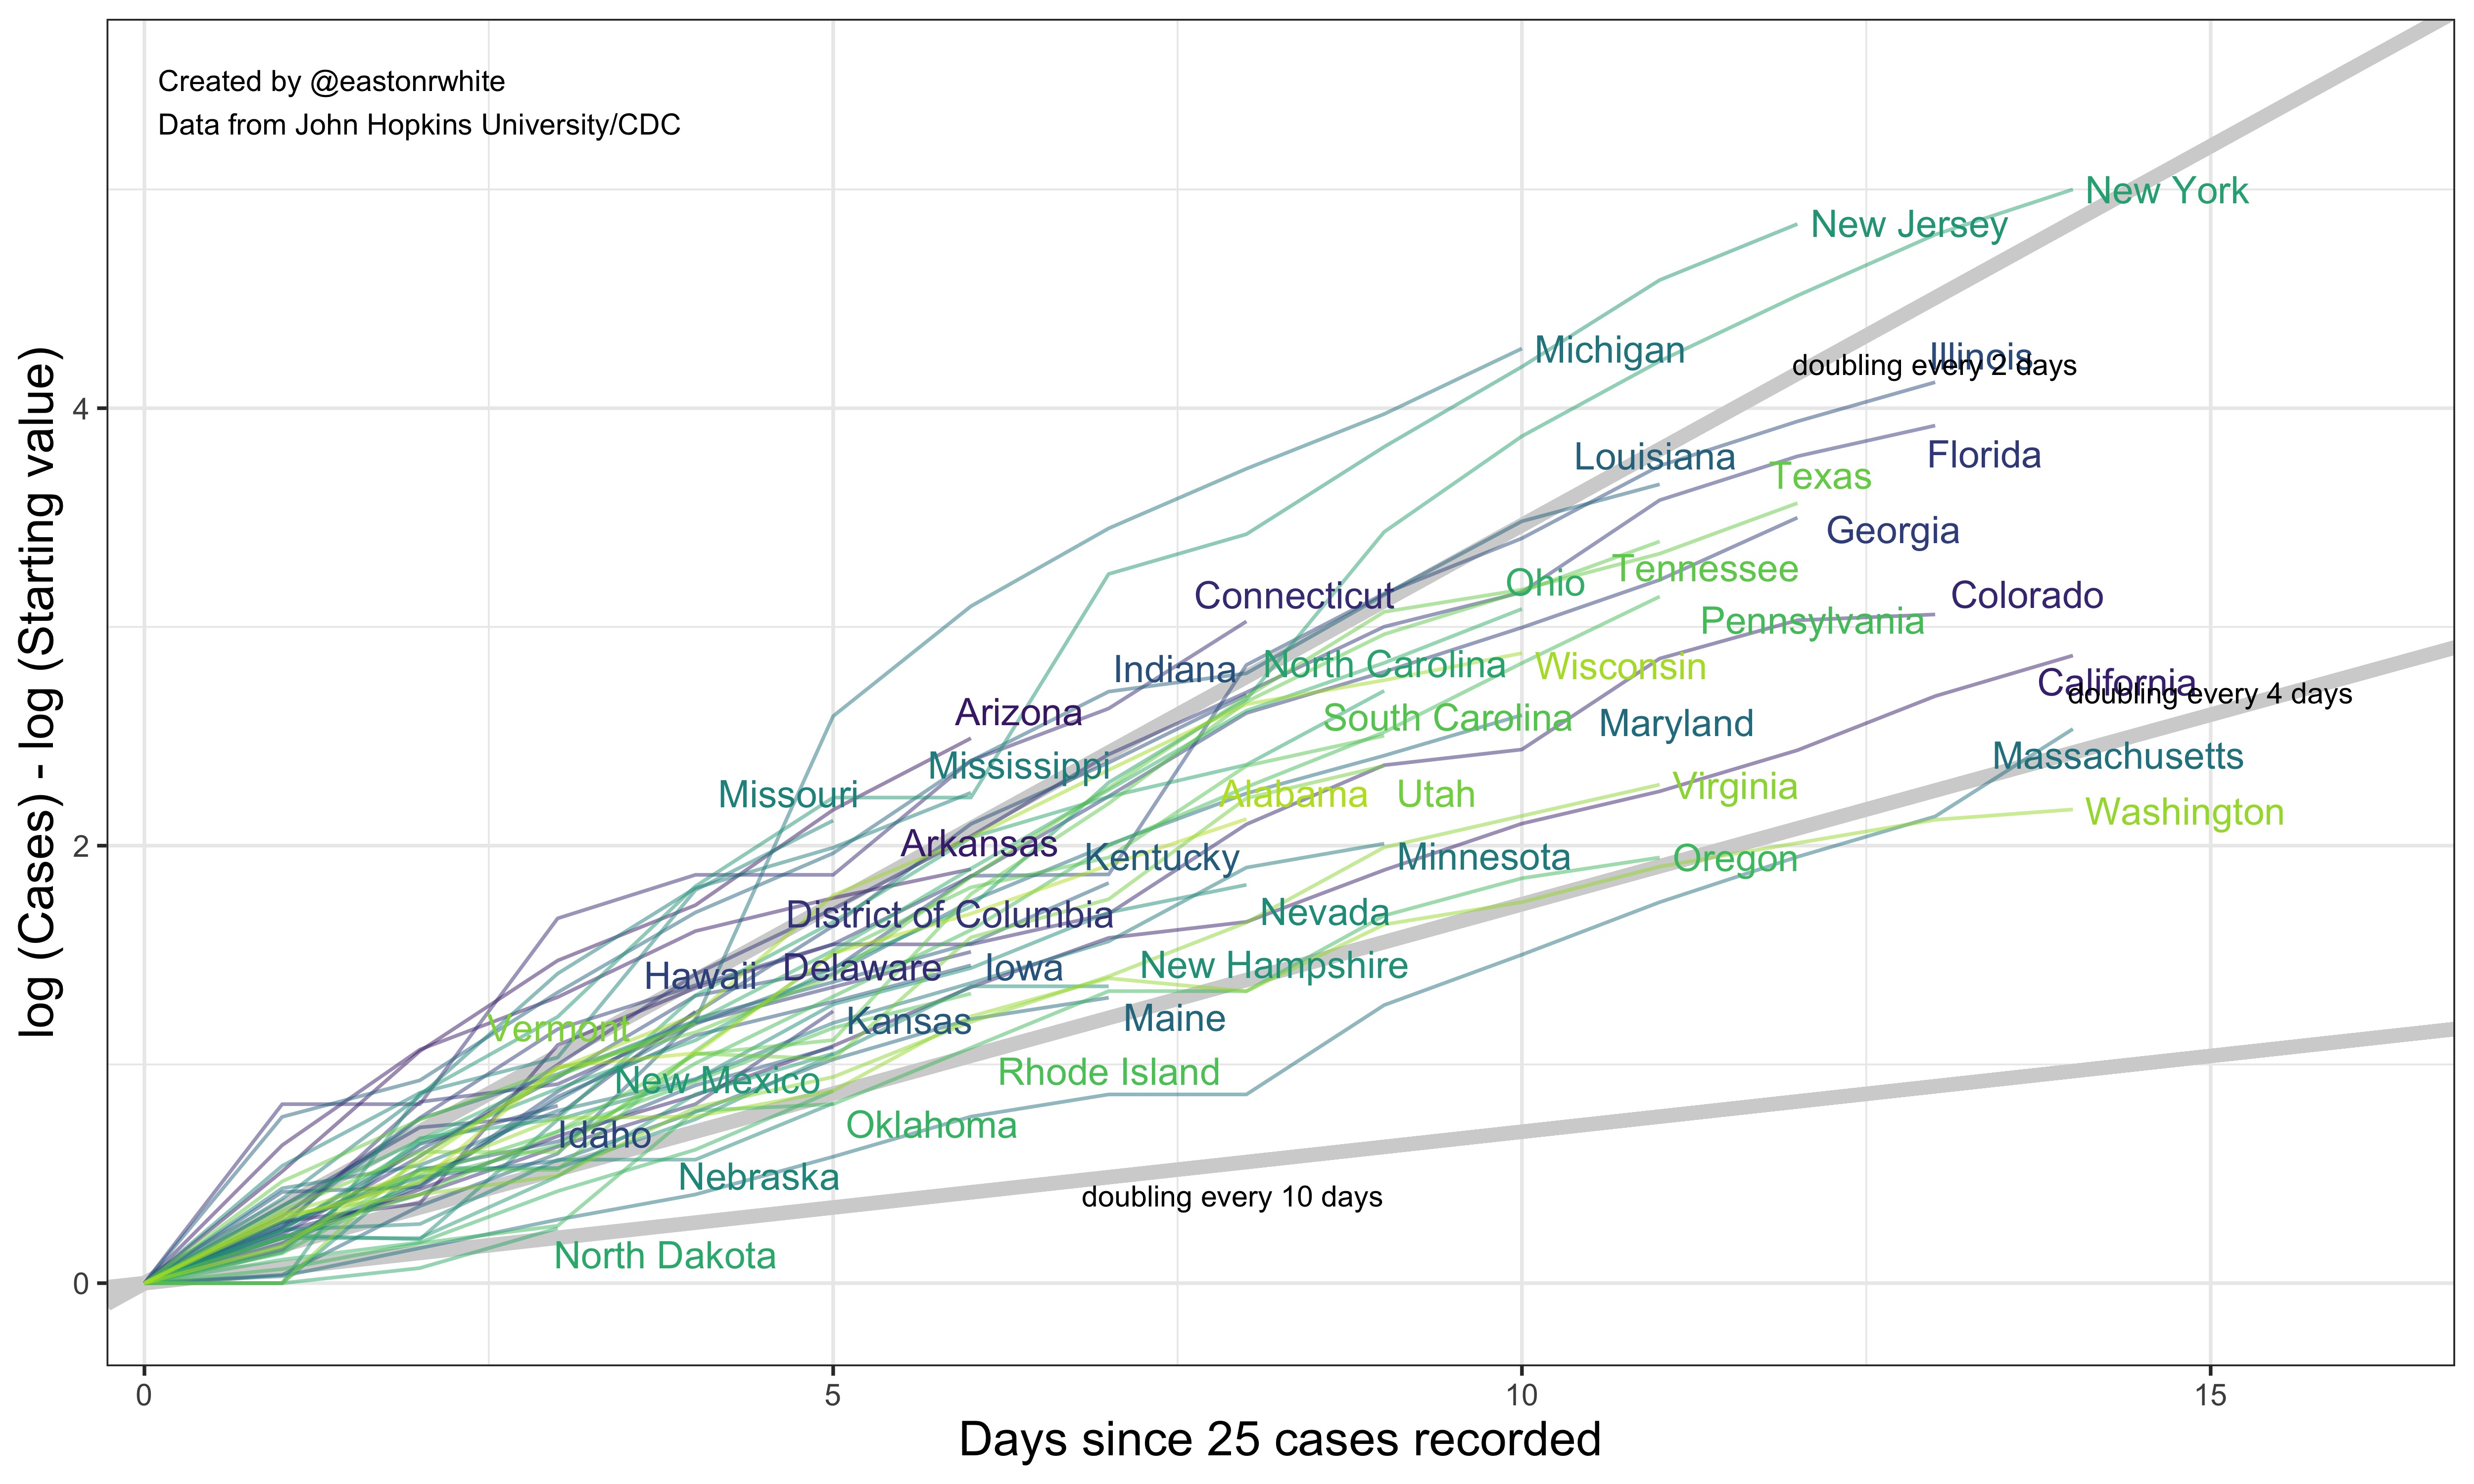 Created by @eastonrwhite
Data from John Hopkins University/CDC
New York
New Jersey
Michigan
Illinois
doubling every 2 days
Louisiana
Florida
Texas
Georgia
Tennessee
Ohio
Connecticut
Colorado
Pennsylvania
North Carolina
Wisconsin
Indiana
California
doubling every 4 days
Arizona
South Carolina
Maryland
Massachusetts
Mississippi
Missouri
Alabama
Utah
Virginia
Washington
Arkansas
Kentucky
Minnesota
Oregon
District of Columbia
Nevada
Hawaii
Delaware
Iowa
New Hampshire
Vermont
Kansas
Maine
New Mexico
Rhode Island
Idaho
Oklahoma
Nebraska
doubling every 10 days
North Dakota
4
2
0
log (Cases) - log (Starting value)
0 5 10 15
Days since 25 cases recorded